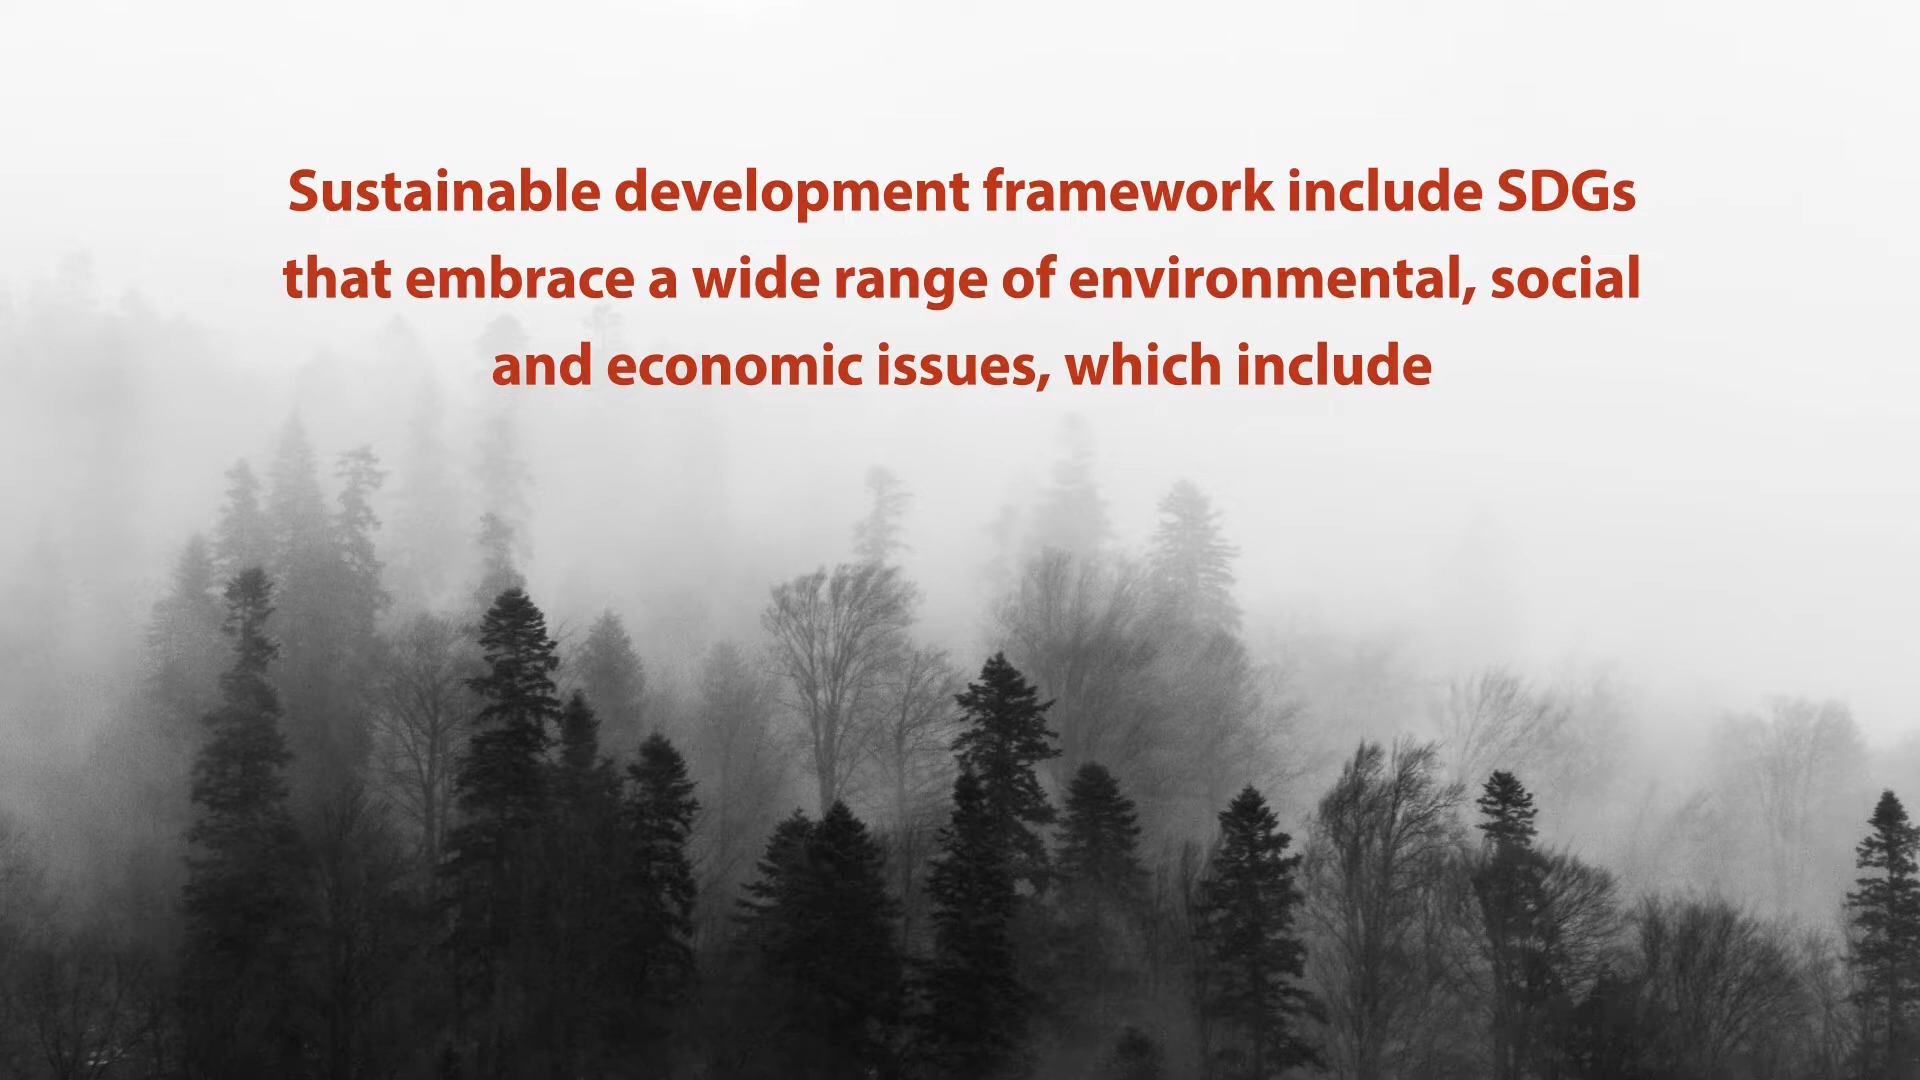 Sustainable development framework include SDGs
that embrace a wide range of environmental, social
and economic issues, which include